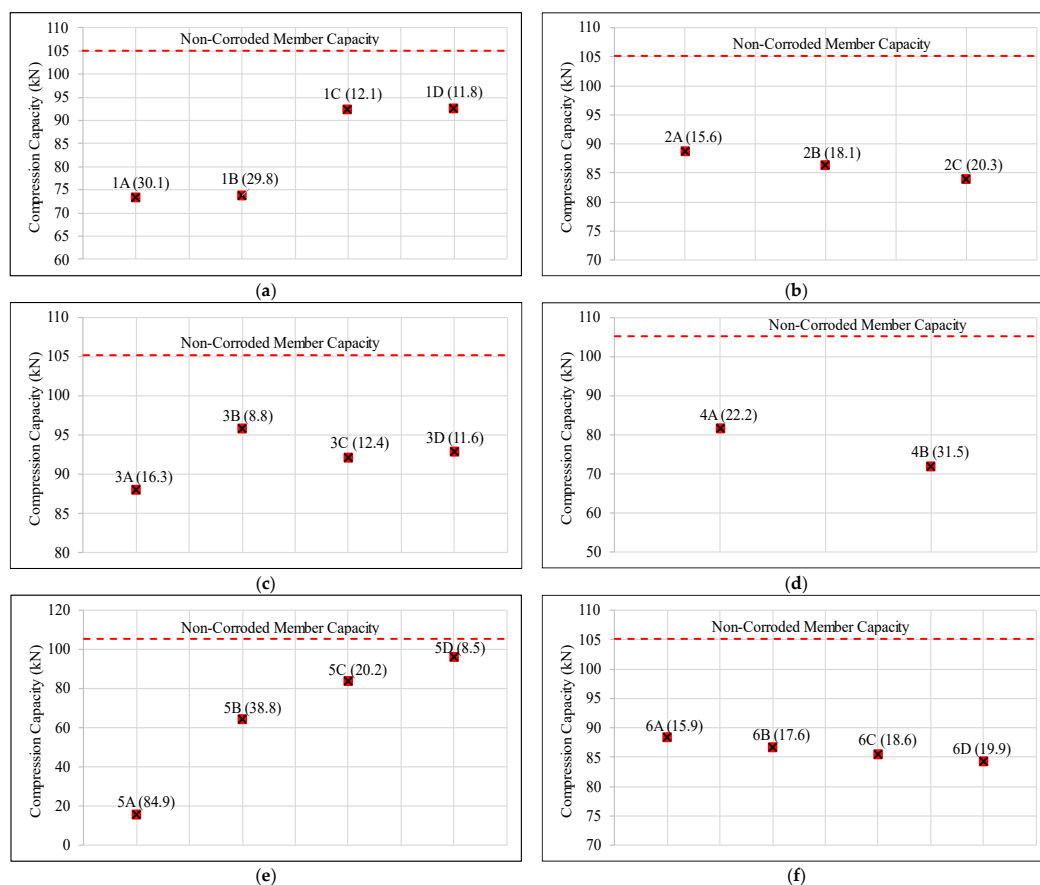 Compression Capacity (kN)
110
105
100
95
90
85
80
75
70
65
60
Non-Corroded Member Capacity
1A (30.1)
1B (29.8)
1C (12.1)
1D (11.8)
(a)
Compression Capacity (kN)
110
105
100
95
90
85
80
75
70
Non-Corroded Member Capacity
2A (15.6)
2B (18.1)
2C (20.3)
(b)
Compression Capacity (kN)
110
105
100
95
90
85
80
Non-Corroded Member Capacity
3A (16.3)
3B (8.8)
3C (12.4)
3D (11.6)
(c)
Compression Capacity (kN)
110
100
90
80
70
60
50
Non-Corroded Member Capacity
4A (22.2)
4B (31.5)
(d)
Compression Capacity (kN)
120
100
80
60
40
20
0
Non-Corroded Member Capacity
5A (84.9)
5B (38.8)
5C (20.2)
5D (8.5)
(e)
Compression Capacity (kN)
110
105
100
95
90
85
80
75
70
Non-Corroded Member Capacity
6A (15.9)
6B (17.6)
6C (18.6)
6D (19.9)
(f)